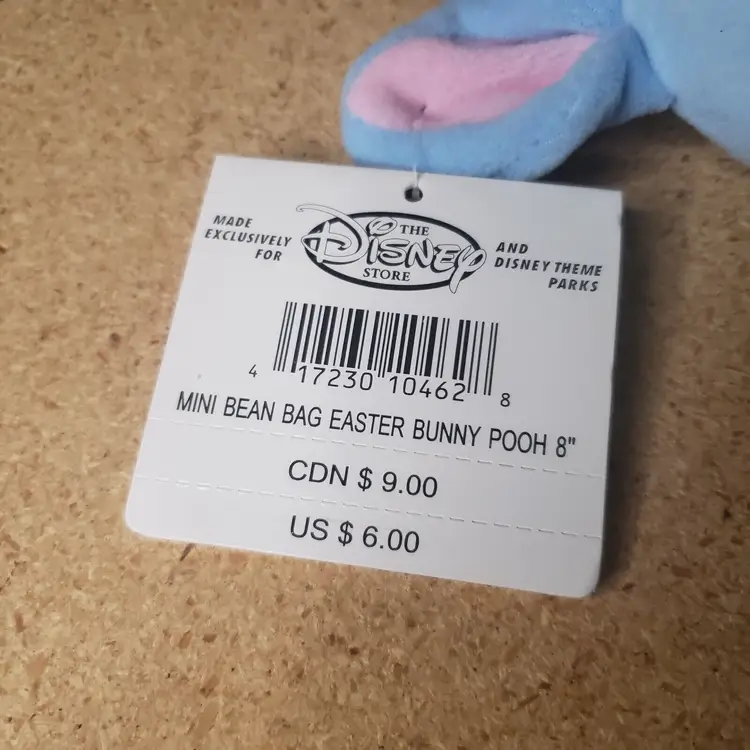 MADE
EXCLUSIVELY
FOR
THE
DISNEY
STORE
AND
DISNEY THEME
PARKS
4 17230 10462 8
MINI BEAN BAG EASTER BUNNY POOH 8"
CDN $ 9.00
US $ 6.00